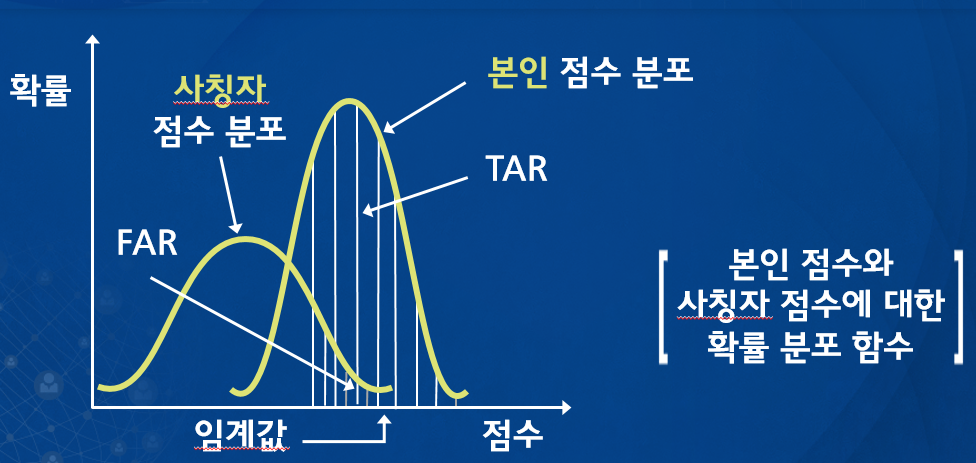 확률
사칭자
점수 분포
본인 점수 분포
TAR
FAR
본인 점수와
사칭자 점수에 대한
확률 분포 함수
임계값
점수